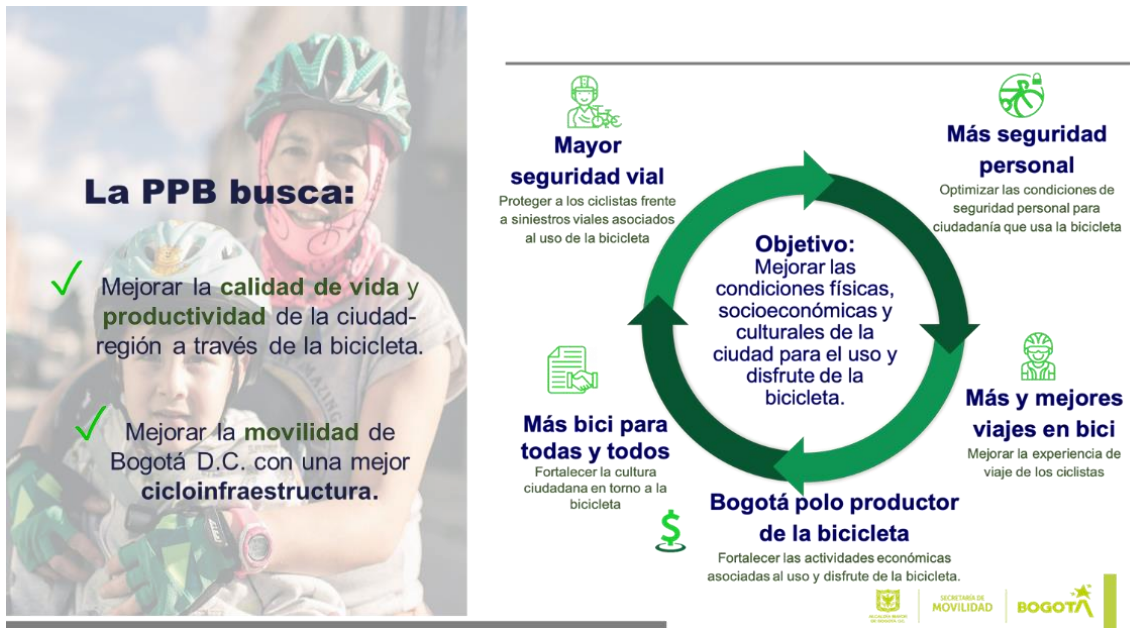 La PPB busca:
Mejorar la calidad de vida y
productividad de la ciudad-
región a través de la bicicleta.
Mejorar la movilidad de
Bogotá D.C. con una mejor
cicloinfraestructura.
Mayor
seguridad vial
Proteger a los ciclistas frente
a siniestros viales asociados
al uso de la bicicleta
Más seguridad
personal
Optimizar las condiciones de
seguridad personal para
ciudadanía que usa la bicicleta
Objetivo:
Mejorar las
condiciones físicas,
socioeconómicas y
culturales de la
ciudad para el uso y
disfrute de la
bicicleta.
Más y mejores
viajes en bici
Mejorar la experiencia de
viaje de los ciclistas
Más bici para
todas y todos
Fortalecer la cultura
ciudadana en torno a la
bicicleta
$
Bogotá polo productor
de la bicicleta
Fortalecer las actividades económicas
asociadas al uso y disfrute de la bicicleta.
ALCALDÍA MAYOR
DE BOGOTÁ D.C.
SECRETARÍA DE
MOVILIDAD
BOGOTÁ